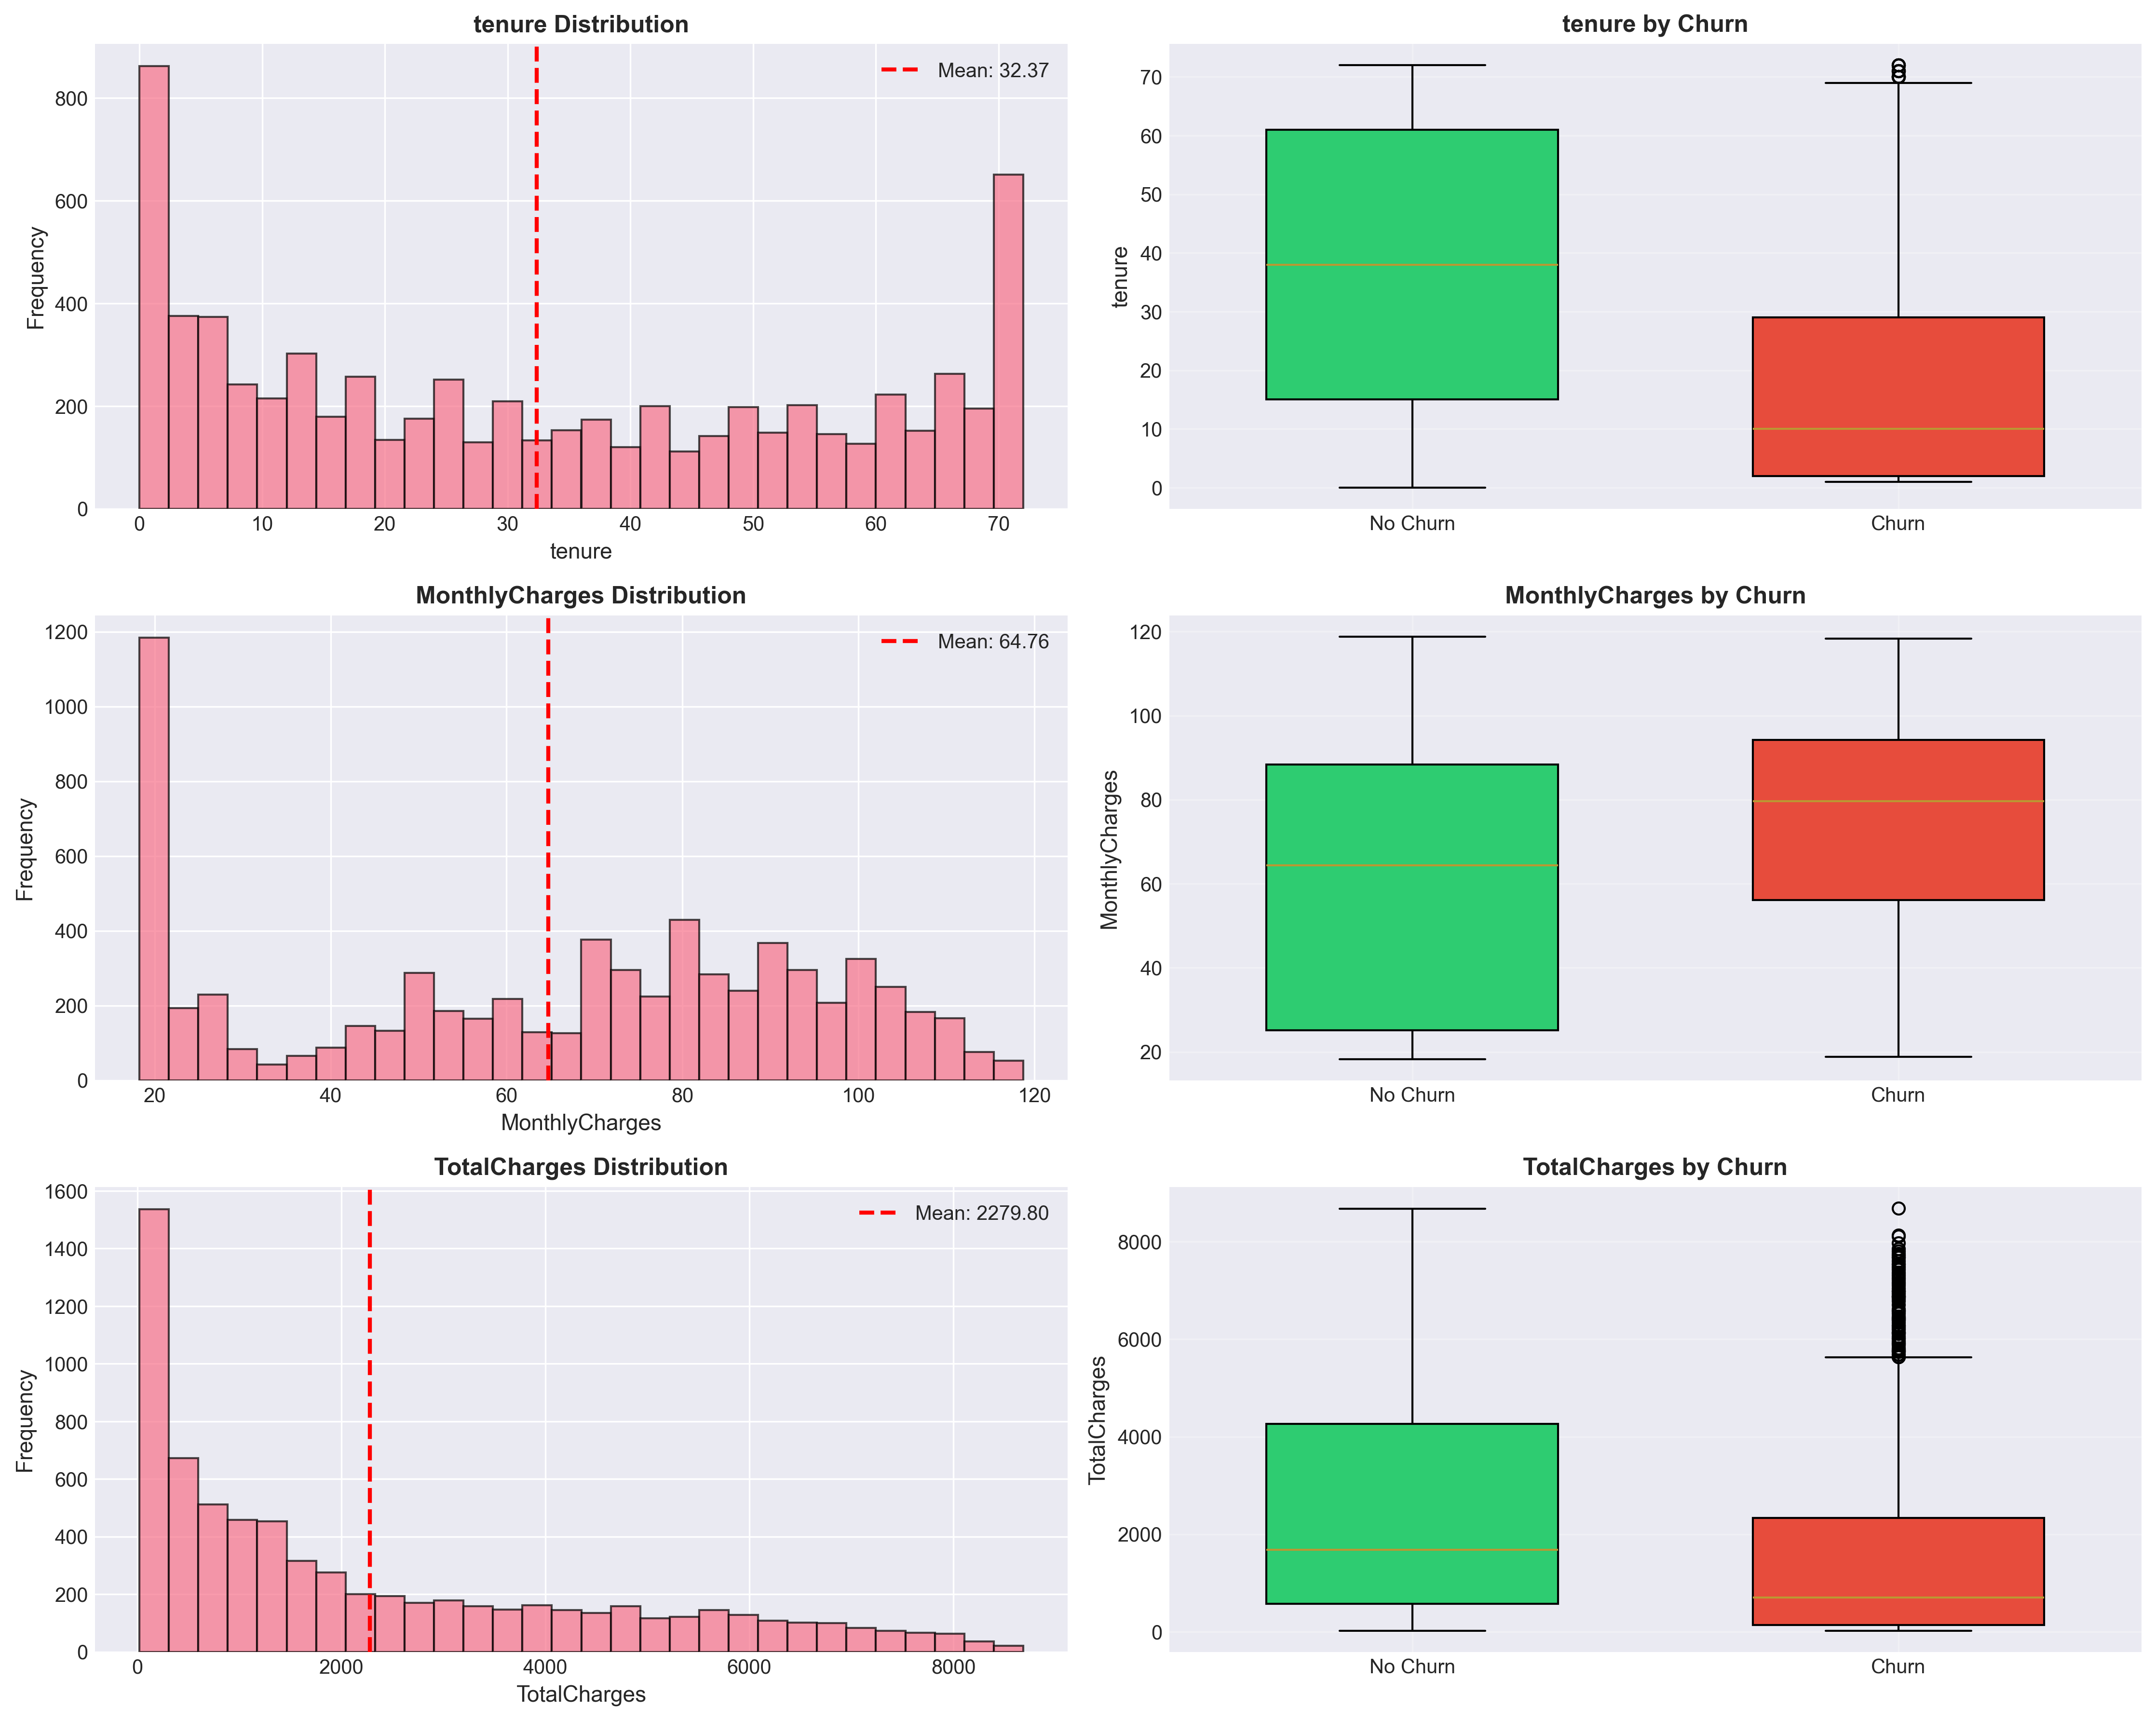 tenure Distribution
Mean: 32.37
Frequency
800
600
400
200
0
0 10 20 30 40 50 60 70
tenure
tenure by Churn
tenure
70
60
50
40
30
20
10
0
No Churn Churn
MonthlyCharges Distribution
Mean: 64.76
Frequency
1200
1000
800
600
400
200
0
20 40 60 80 100 120
MonthlyCharges
MonthlyCharges by Churn
MonthlyCharges
120
100
80
60
40
20
No Churn Churn
TotalCharges Distribution
Mean: 2279.80
Frequency
1600
1400
1200
1000
800
600
400
200
0
0 2000 4000 6000 8000
TotalCharges
TotalCharges by Churn
TotalCharges
8000
6000
4000
2000
0
No Churn Churn